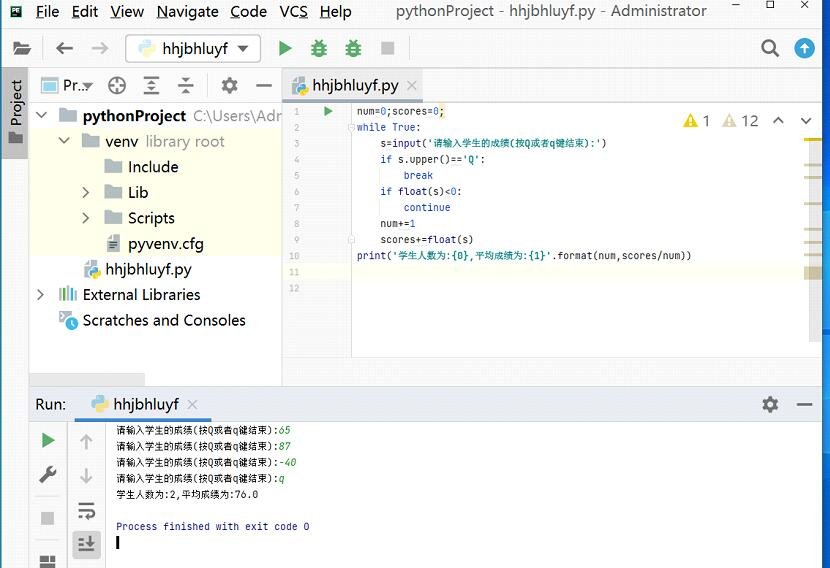 File Edit View Navigate Code VCS Help pythonProject - hhjbhluyf.py - Administrator
hhjbhluyf
Project
Pr...
hhjbhluyf.py
pythonProject C:\Users\Adr
venv library root
Include
Lib
Scripts
pyvenv.cfg
hhjbhluyf.py
External Libraries
Scratches and Consoles
1 num=0;scores=0;
2 while True:
3 s=input('请输入学生的成绩(按Q或者q键结束):')
4 if s.upper()=='Q':
5 break
6 if float(s)<0:
7 continue
8 num+=1
9 scores+=float(s)
10 print('学生人数为:{0},平均成绩为:{1}'.format(num,scores/num))
11
12
1 12
Run: hhjbhluyf
请输入学生的成绩(按Q或者q键结束):65
请输入学生的成绩(按Q或者q键结束):87
请输入学生的成绩(按Q或者q键结束):-40
请输入学生的成绩(按Q或者q键结束):q
学生人数为:2,平均成绩为:76.0
Process finished with exit code 0